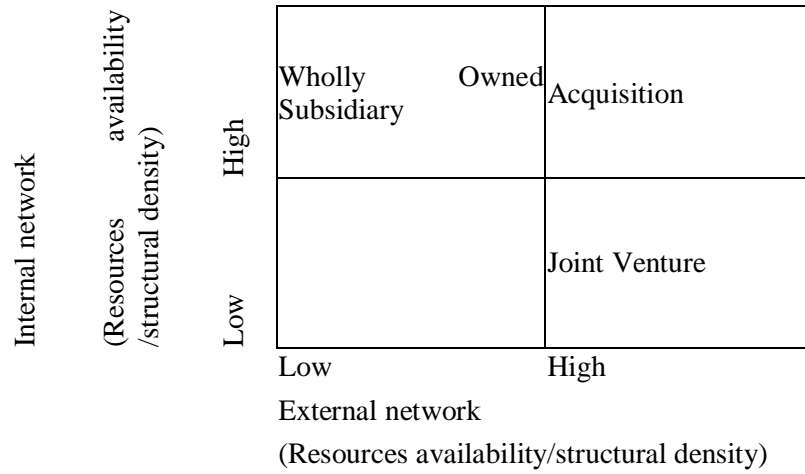 Internal network
(Resources availability
/structural density)
High
Low
Wholly Owned
Subsidiary
Acquisition
Joint Venture
Low High
External network
(Resources availability/structural density)